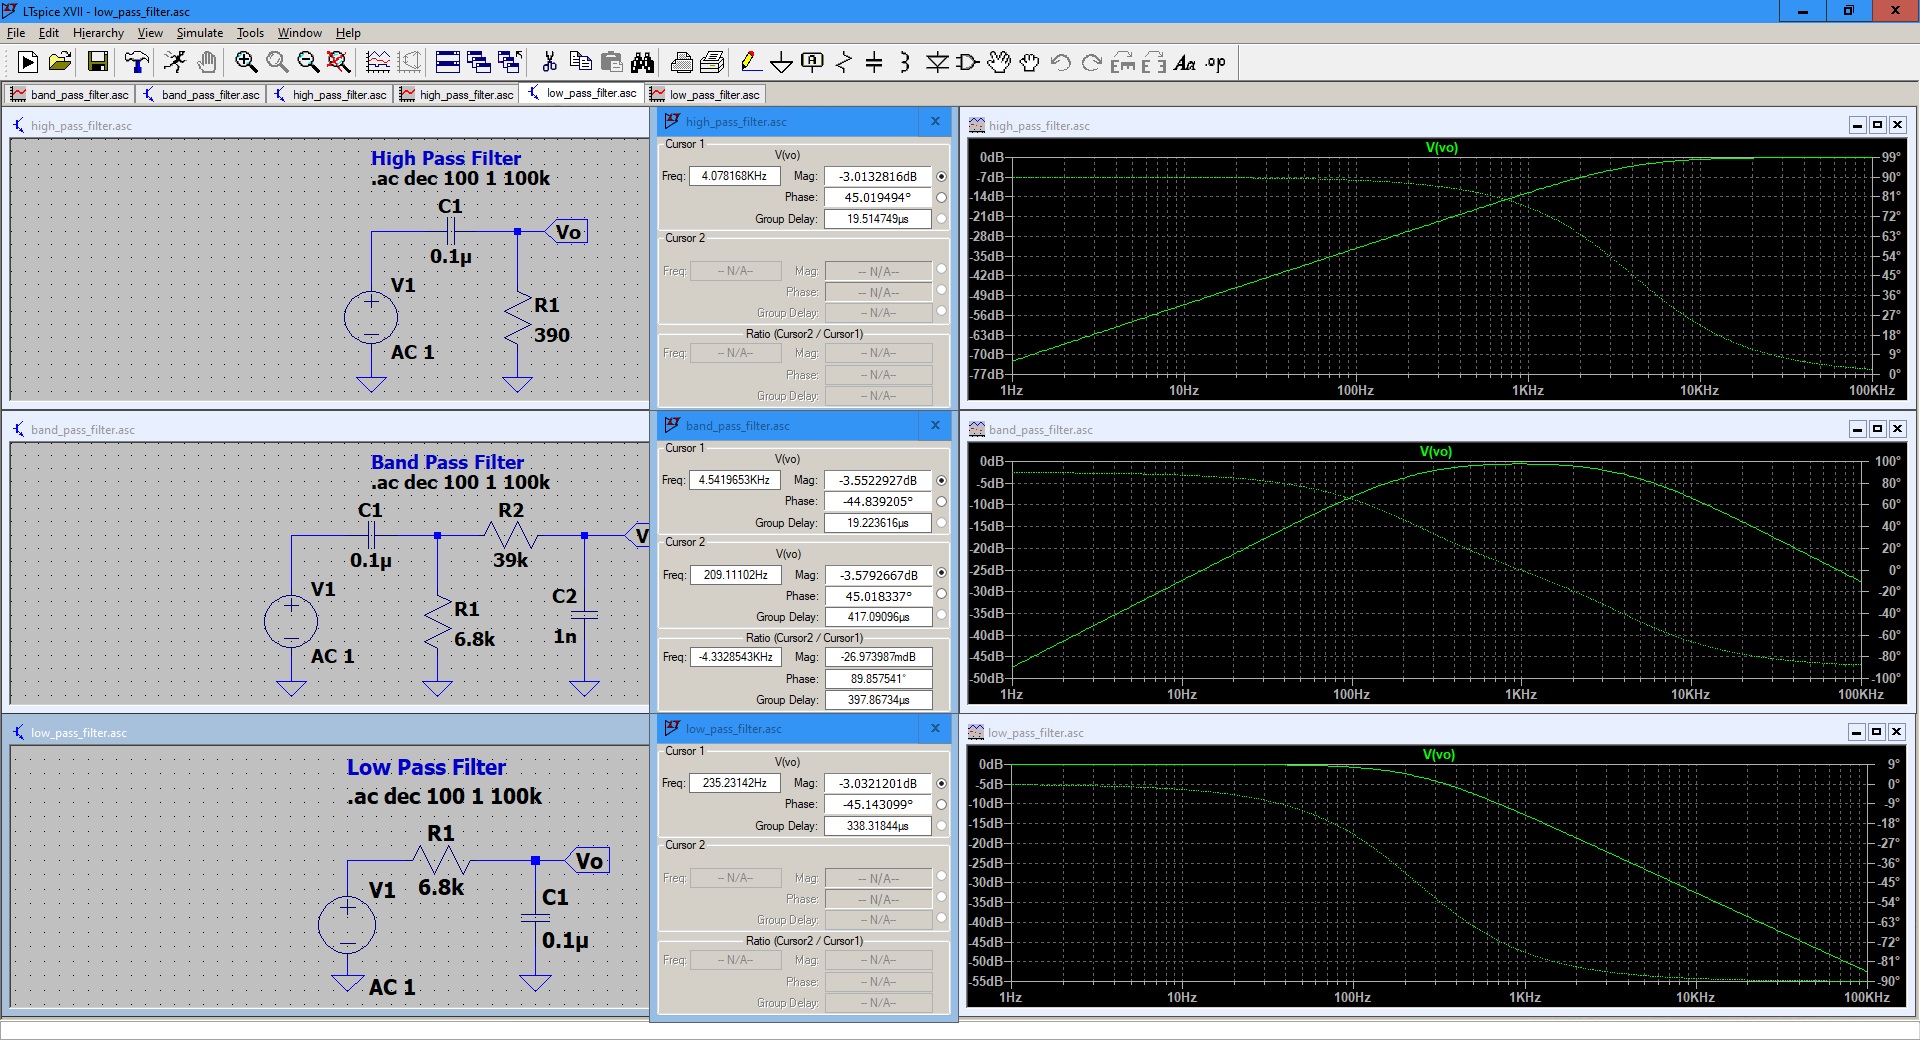 LTspice XVII - low_pass_filter.asc
File Edit Hierarchy View Simulate Tools Window Help
band_pass_filter.asc band_pass_filter.asc high_pass_filter.asc high_pass_filter.asc low_pass_filter.asc low_pass_filter.asc
high_pass_filter.asc
High Pass Filter
.ac dec 100 1 100k
C1
Vo
0.1µ
V1
R1
390
AC 1
high_pass_filter.asc
Cursor 1
V(vo)
Freq: 4.078168KHz Mag: -3.0132816dB
Phase: 45.019494°
Group Delay: 19.514749µs
Cursor 2
Freq: -- N/A-- Mag: -- N/A--
Phase: -- N/A--
Group Delay: -- N/A--
Ratio (Cursor2 / Cursor1)
Freq: -- N/A-- Mag: -- N/A--
Phase: -- N/A--
Group Delay: -- N/A--
high_pass_filter.asc
V(vo)
0dB 99°
-7dB 90°
-14dB 81°
-21dB 72°
-28dB 63°
-35dB 54°
-42dB 45°
-49dB 36°
-56dB 27°
-63dB 18°
-70dB 9°
-77dB 0°
1Hz 10Hz 100Hz 1KHz 10KHz 100KHz
band_pass_filter.asc
Band Pass Filter
.ac dec 100 1 100k
C1 R2
V
0.1µ 39k
V1 C2
R1
6.8k 1n
AC 1
band_pass_filter.asc
Cursor 1
V(vo)
Freq: 4.5419653KHz Mag: -3.5522927dB
Phase: -44.839205°
Group Delay: 19.223616µs
Cursor 2
V(vo)
Freq: 209.11102Hz Mag: -3.5792667dB
Phase: 45.018337°
Group Delay: 417.09096µs
Ratio (Cursor2 / Cursor1)
Freq: -4.3328543KHz Mag: -26.973987mdB
Phase: 89.857541°
Group Delay: 397.86734µs
band_pass_filter.asc
V(vo)
0dB 100°
-5dB 80°
-10dB 60°
-15dB 40°
-20dB 20°
-25dB 0°
-30dB -20°
-35dB -40°
-40dB -60°
-45dB -80°
-50dB -100°
1Hz 10Hz 100Hz 1KHz 10KHz 100KHz
low_pass_filter.asc
Low Pass Filter
.ac dec 100 1 100k
R1
Vo
6.8k
V1
C1
0.1µ
AC 1
low_pass_filter.asc
Cursor 1
V(vo)
Freq: 235.23142Hz Mag: -3.0321201dB
Phase: -45.143099°
Group Delay: 338.31844µs
Cursor 2
Freq: -- N/A-- Mag: -- N/A--
Phase: -- N/A--
Group Delay: -- N/A--
Ratio (Cursor2 / Cursor1)
Freq: -- N/A-- Mag: -- N/A--
Phase: -- N/A--
Group Delay: -- N/A--
low_pass_filter.asc
V(vo)
0dB 9°
-5dB 0°
-10dB -9°
-15dB -18°
-20dB -27°
-25dB -36°
-30dB -45°
-35dB -54°
-40dB -63°
-45dB -72°
-50dB -81°
-55dB -90°
1Hz 10Hz 100Hz 1KHz 10KHz 100KHz